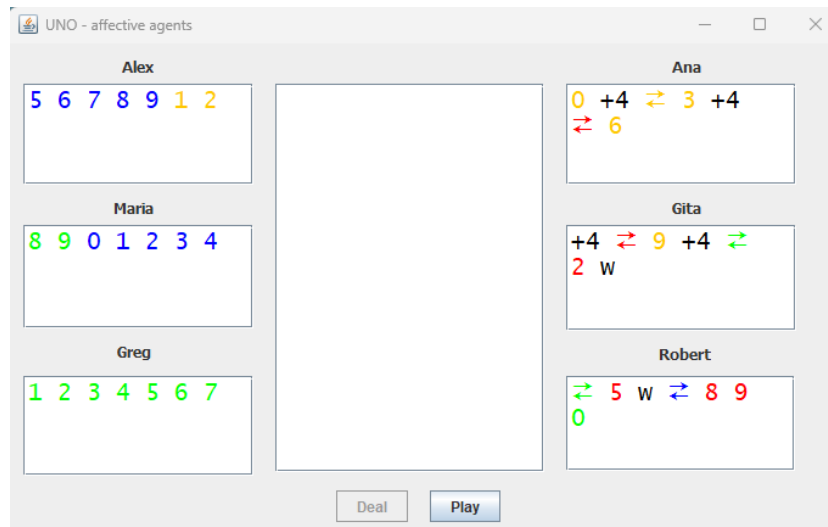 UNO - affective agents
Alex
5 6 7 8 9 1 2
Maria
8 9 0 1 2 3 4
Greg
1 2 3 4 5 6 7
Ana
0 +4 ⇄ 3 +4
⇄ 6
Gita
+4 ⇄ 9 +4 ⇄
2 W
Robert
⇄ 5 W ⇄ 8 9
0
Deal
Play